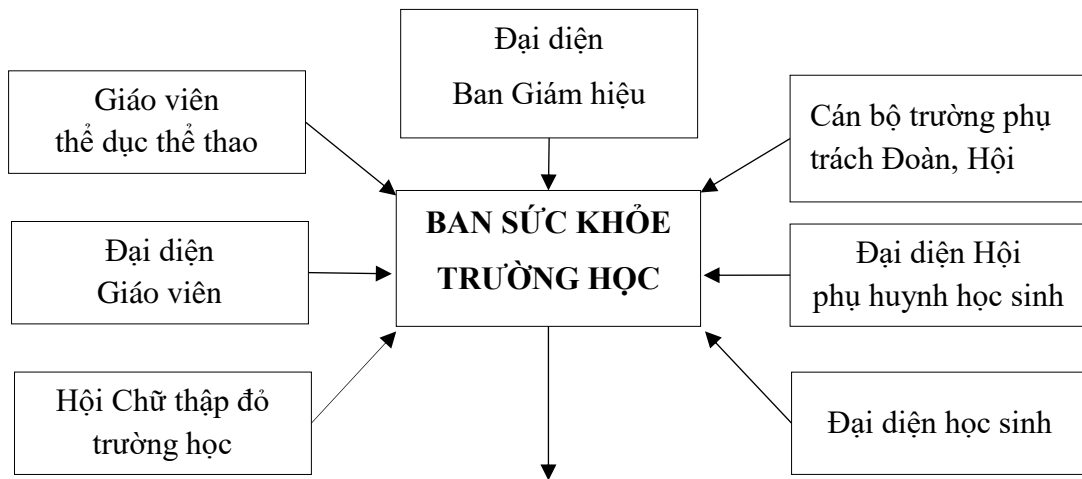 Đại diện
Ban Giám hiệu
Giáo viên
thể dục thể thao
Cán bộ trường phụ
trách Đoàn, Hội
BAN SỨC KHỎE
TRƯỜNG HỌC
Đại diện
Giáo viên
Đại diện Hội
phụ huynh học sinh
Hội Chữ thập đỏ
trường học
Đại diện học sinh